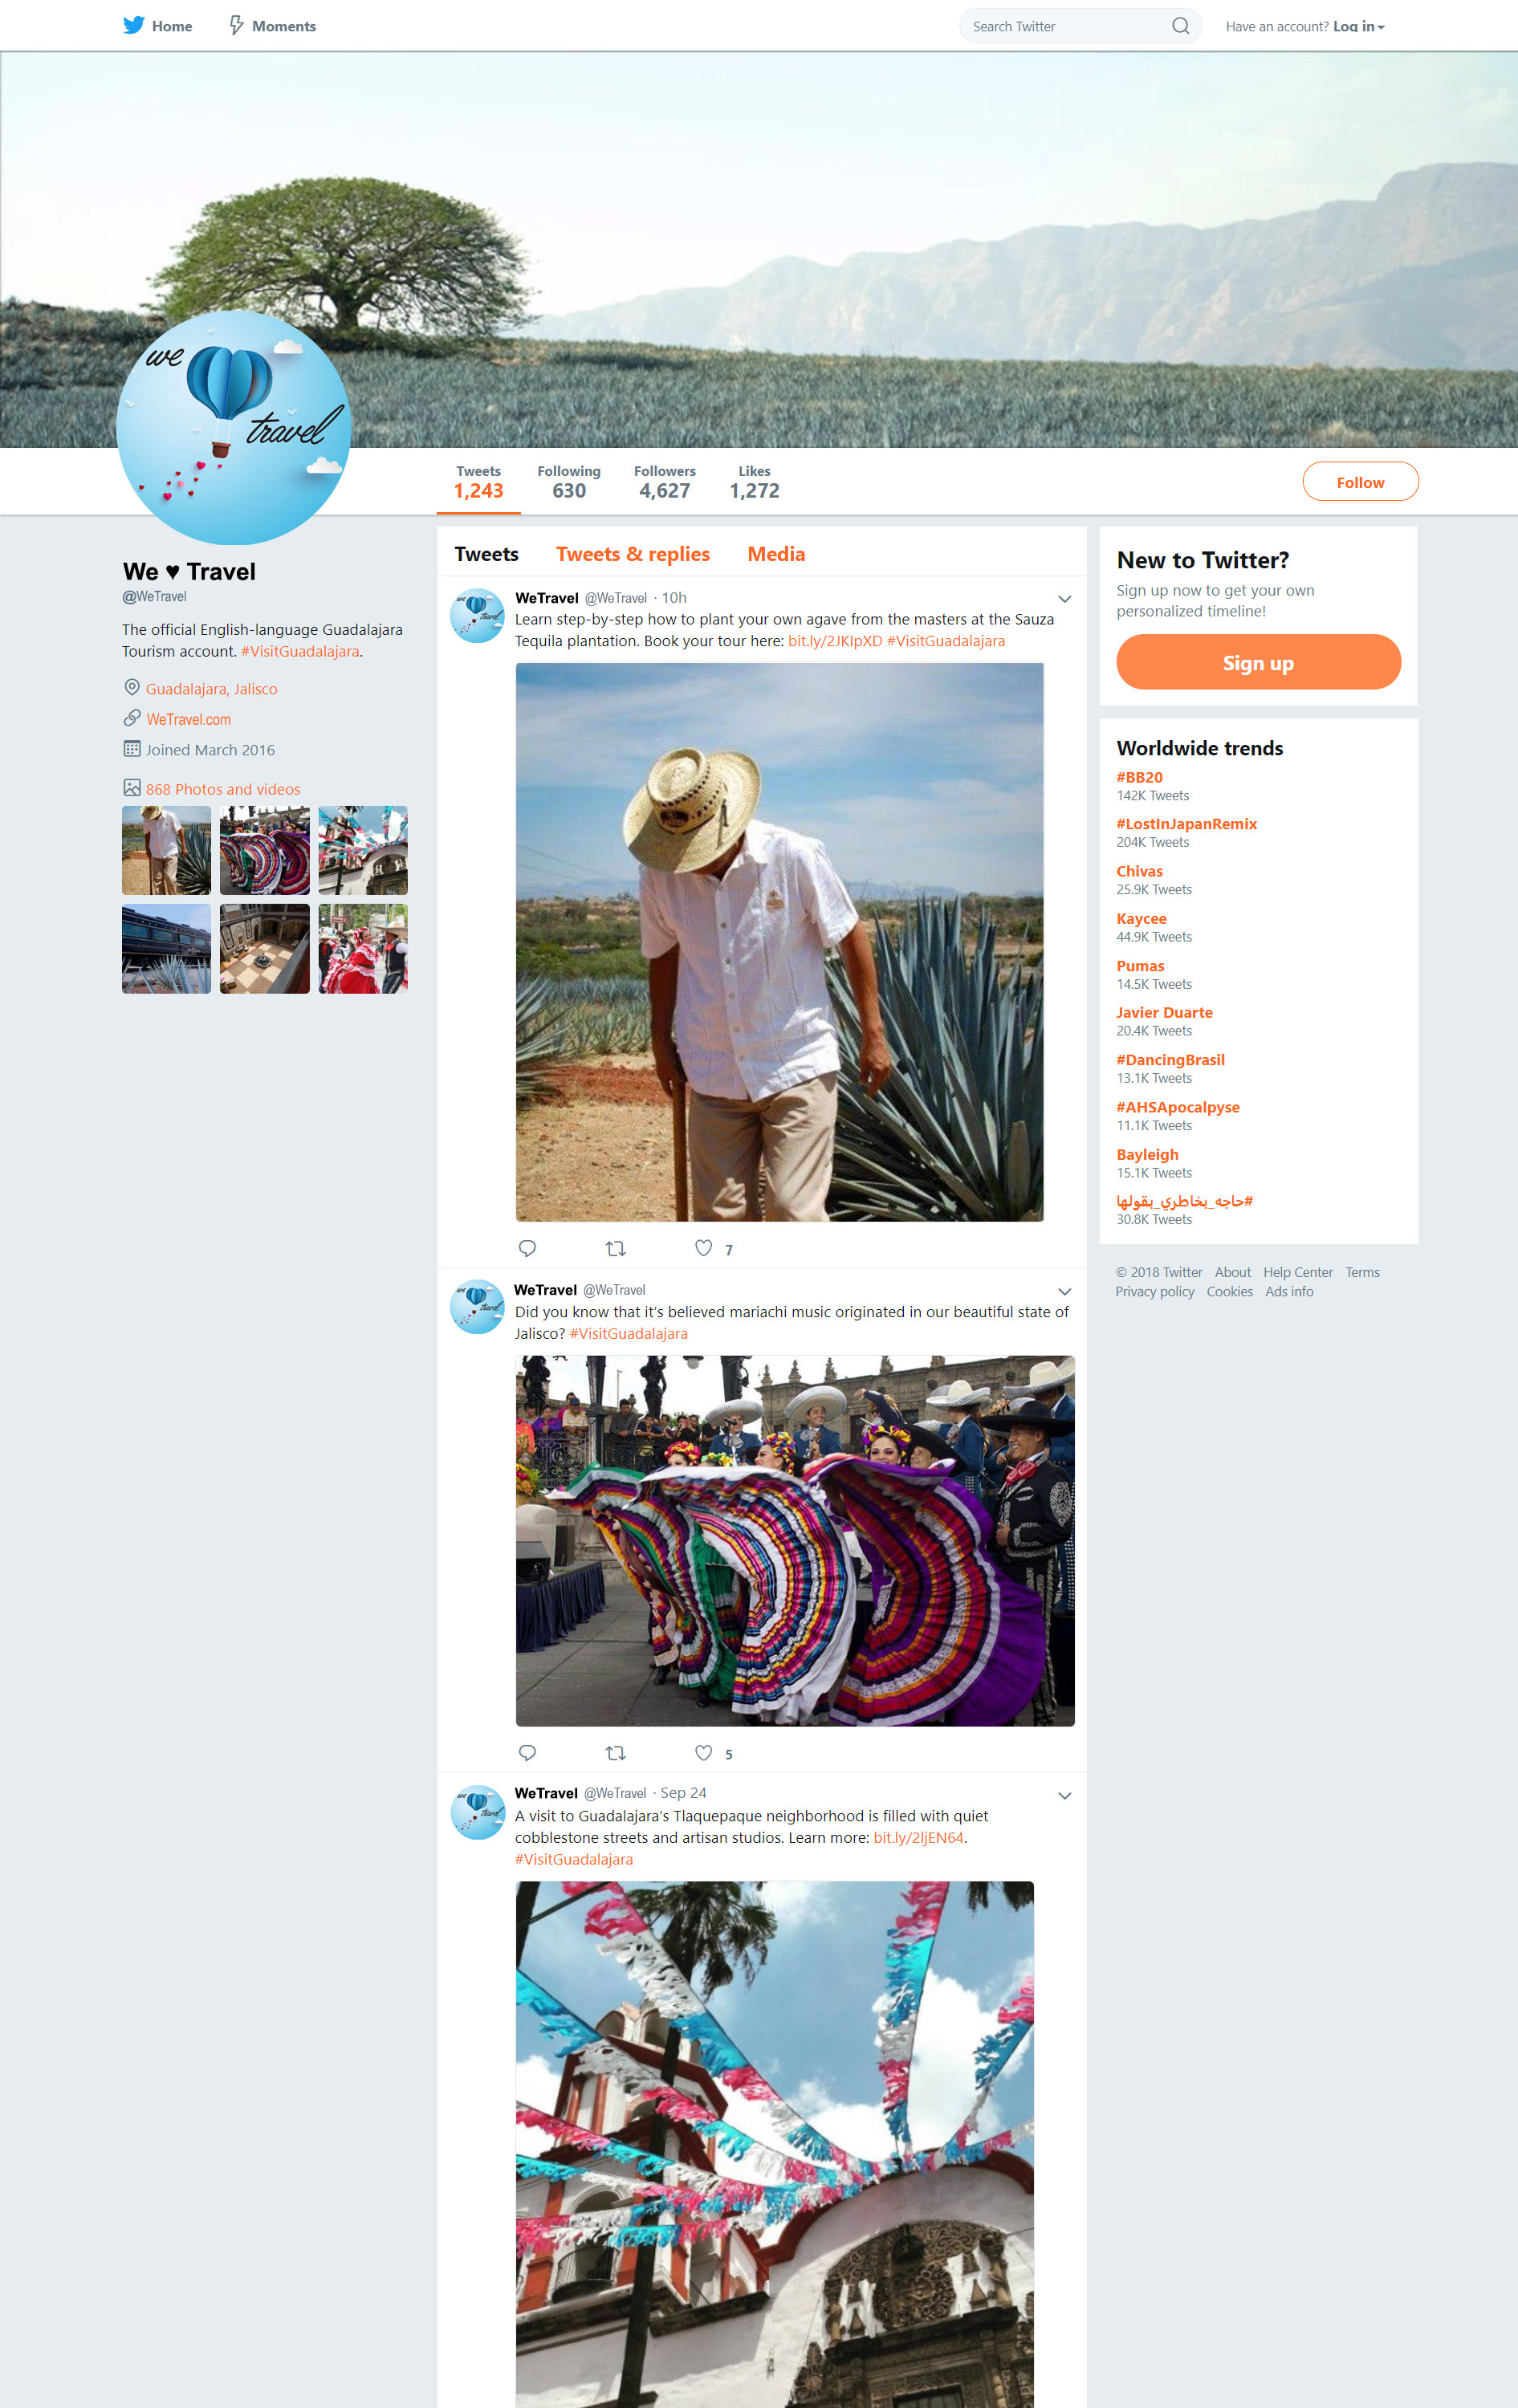 Home
Moments
Search Twitter
Have an account? Log in
we
travel
Tweets
1,243
Following
630
Followers
4,627
Likes
1,272
Follow
We ♥ Travel
@WeTravel
The official English-language Guadalajara
Tourism account. #VisitGuadalajara.
Guadalajara, Jalisco
WeTravel.com
Joined March 2016
868 Photos and videos
Tweets
Tweets & replies
Media
WeTravel @WeTravel · 10h
Learn step-by-step how to plant your own agave from the masters at the Sauza
Tequila plantation. Book your tour here: bit.ly/2JKIpXD #VisitGuadalajara
7
WeTravel @WeTravel
Did you know that it's believed mariachi music originated in our beautiful state of
Jalisco? #VisitGuadalajara
5
WeTravel @WeTravel · Sep 24
A visit to Guadalajara's Tlaquepaque neighborhood is filled with quiet
cobblestone streets and artisan studios. Learn more: bit.ly/2ljEN64.
#VisitGuadalajara
New to Twitter?
Sign up now to get your own
personalized timeline!
Sign up
Worldwide trends
#BB20
142K Tweets
#LostInJapanRemix
204K Tweets
Chivas
25.9K Tweets
Kaycee
44.9K Tweets
Pumas
14.5K Tweets
Javier Duarte
20.4K Tweets
#DancingBrasil
13.1K Tweets
#AHSApocalpyse
11.1K Tweets
Bayleigh
15.1K Tweets
#حاجه_بخاطري_بقولها
30.8K Tweets
© 2018 Twitter About Help Center Terms
Privacy policy Cookies Ads info